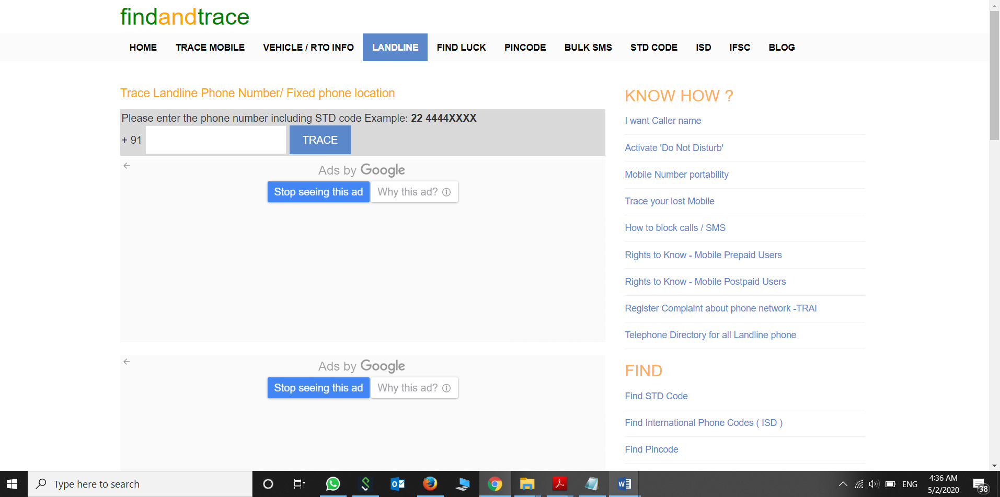 findandtrace
HOME TRACE MOBILE VEHICLE / RTO INFO LANDLINE FIND LUCK PINCODE BULK SMS STD CODE ISD IFSC BLOG
Trace Landline Phone Number/ Fixed phone location
Please enter the phone number including STD code Example: 22 4444XXXX
+ 91 TRACE
Ads by Google
Stop seeing this ad Why this ad?
Ads by Google
Stop seeing this ad Why this ad?
KNOW HOW ?
I want Caller name
Activate 'Do Not Disturb'
Mobile Number portability
Trace your lost Mobile
How to block calls / SMS
Rights to Know - Mobile Prepaid Users
Rights to Know - Mobile Postpaid Users
Register Complaint about phone network -TRAI
Telephone Directory for all Landline phone
FIND
Find STD Code
Find International Phone Codes ( ISD )
Find Pincode
Type here to search
ENG
4:36 AM
5/2/2020
38